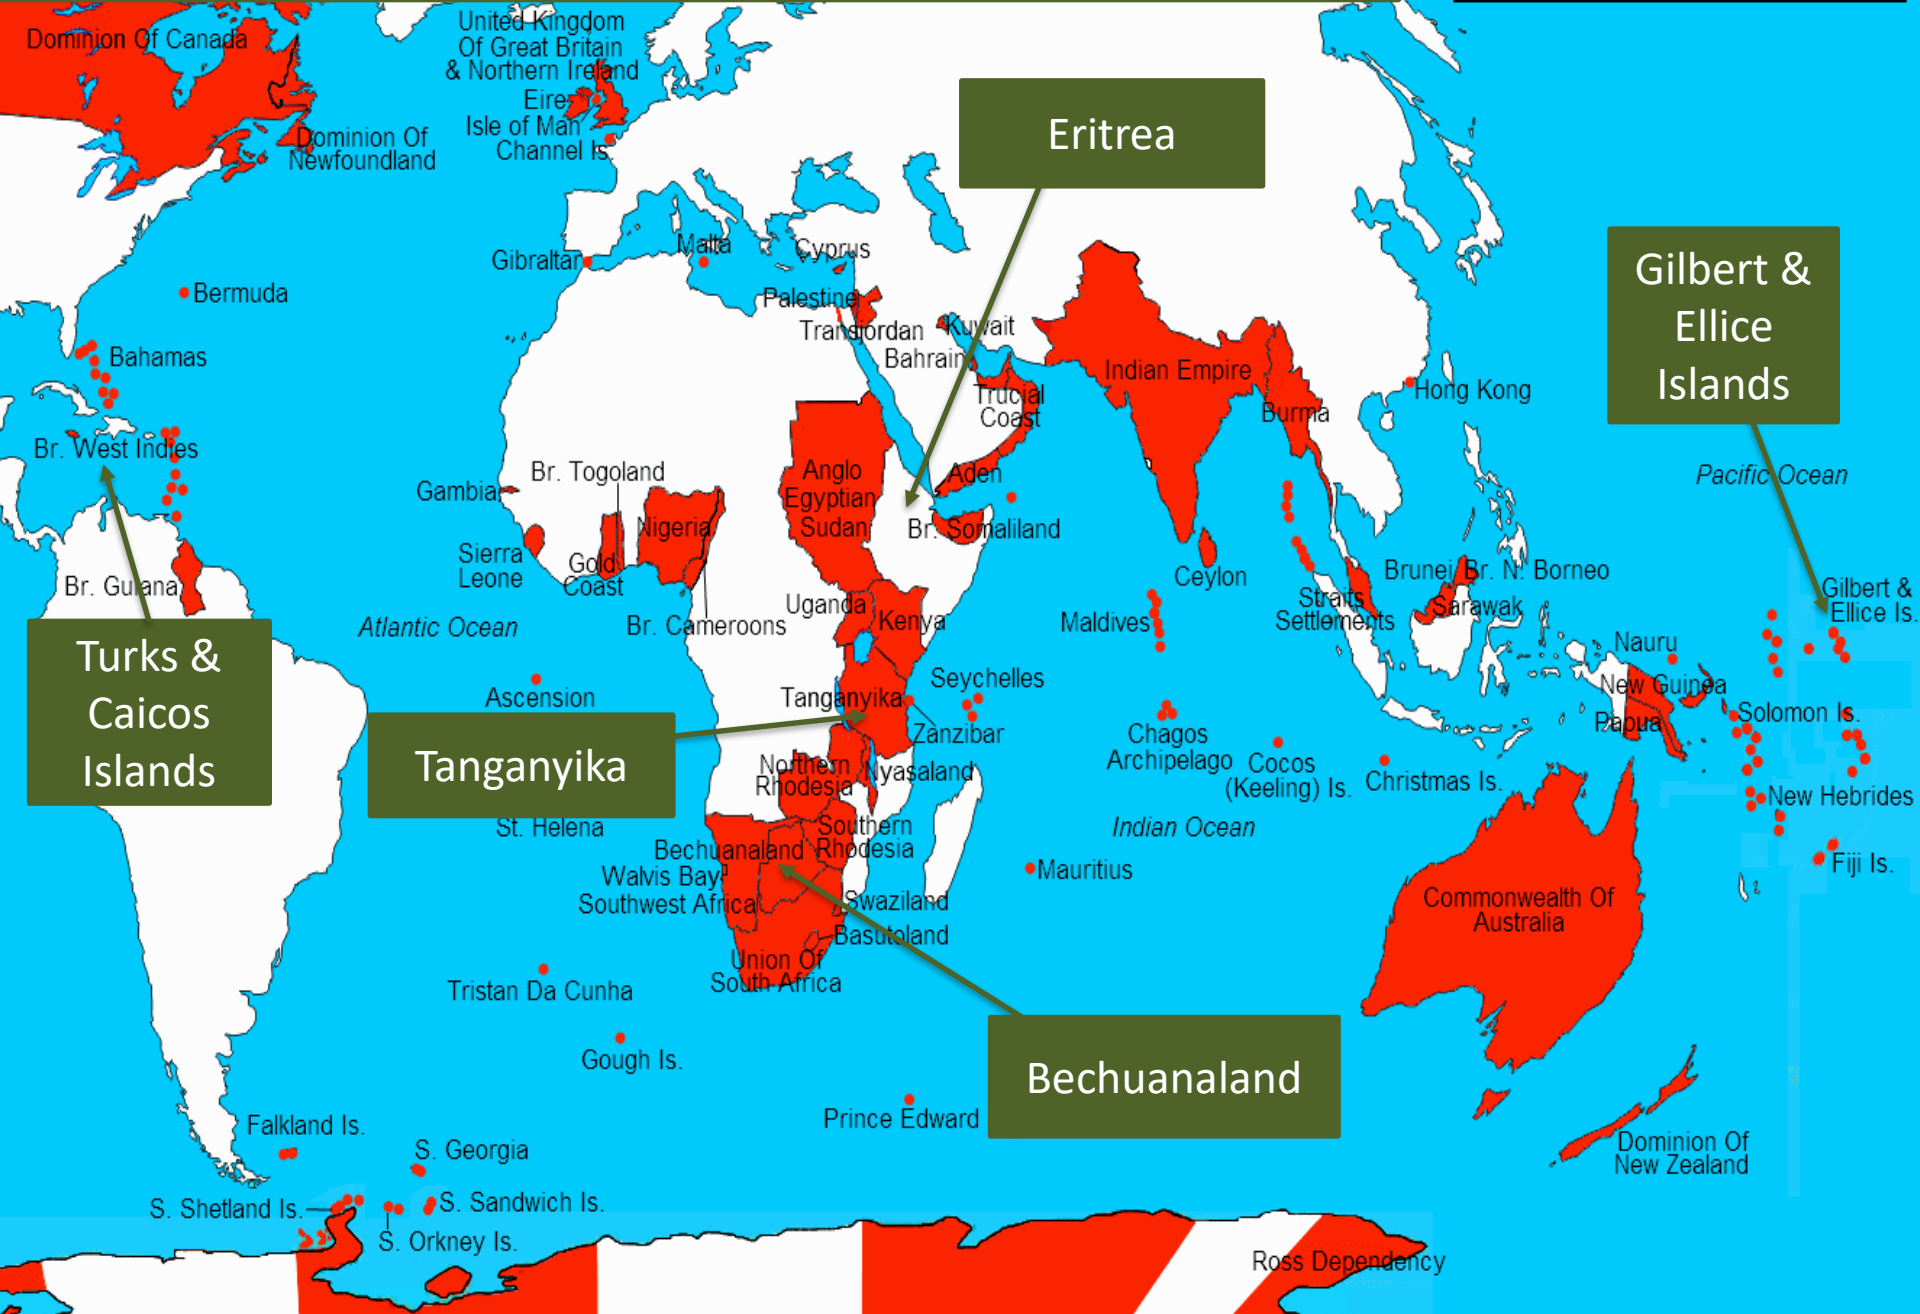 Dominion Of Canada
United Kingdom
Of Great Britain
& Northern Ireland
Eire
Isle of Man
Channel Is.
Dominion Of
Newfoundland
Eritrea
Gilbert &
Ellice
Islands
Gibraltar
Malta
Cyprus
Palestine
Transjordan
Kuwait
Bahrain
Trucial
Coast
Bermuda
Bahamas
Br. West Indies
Indian Empire
Burma
Hong Kong
Pacific Ocean
Gambia
Br. Togoland
Nigeria
Anglo
Egyptian
Sudan
Aden
Br. Somaliland
Sierra
Leone
Gold
Coast
Br. Guiana
Atlantic Ocean
Br. Cameroons
Uganda
Kenya
Maldives
Ceylon
Straits
Settlements
Brunei
Br. N. Borneo
Sarawak
Gilbert &
Ellice Is.
Nauru
New Guinea
Papua
Solomon Is.
Turks &
Caicos
Islands
Ascension
Tanganyika
Tanganyika
Seychelles
Zanzibar
Chagos
Archipelago
Cocos
(Keeling) Is.
Christmas Is.
New Hebrides
St. Helena
Northern
Rhodesia
Nyasaland
Southern
Rhodesia
Bechuanaland
Walvis Bay
Southwest Africa
Swaziland
Basutoland
Union Of
South Africa
Indian Ocean
Mauritius
Fiji Is.
Commonwealth Of
Australia
Tristan Da Cunha
Gough Is.
Bechuanaland
Prince Edward
Falkland Is.
S. Georgia
S. Shetland Is.
S. Sandwich Is.
S. Orkney Is.
Dominion Of
New Zealand
Ross Dependency